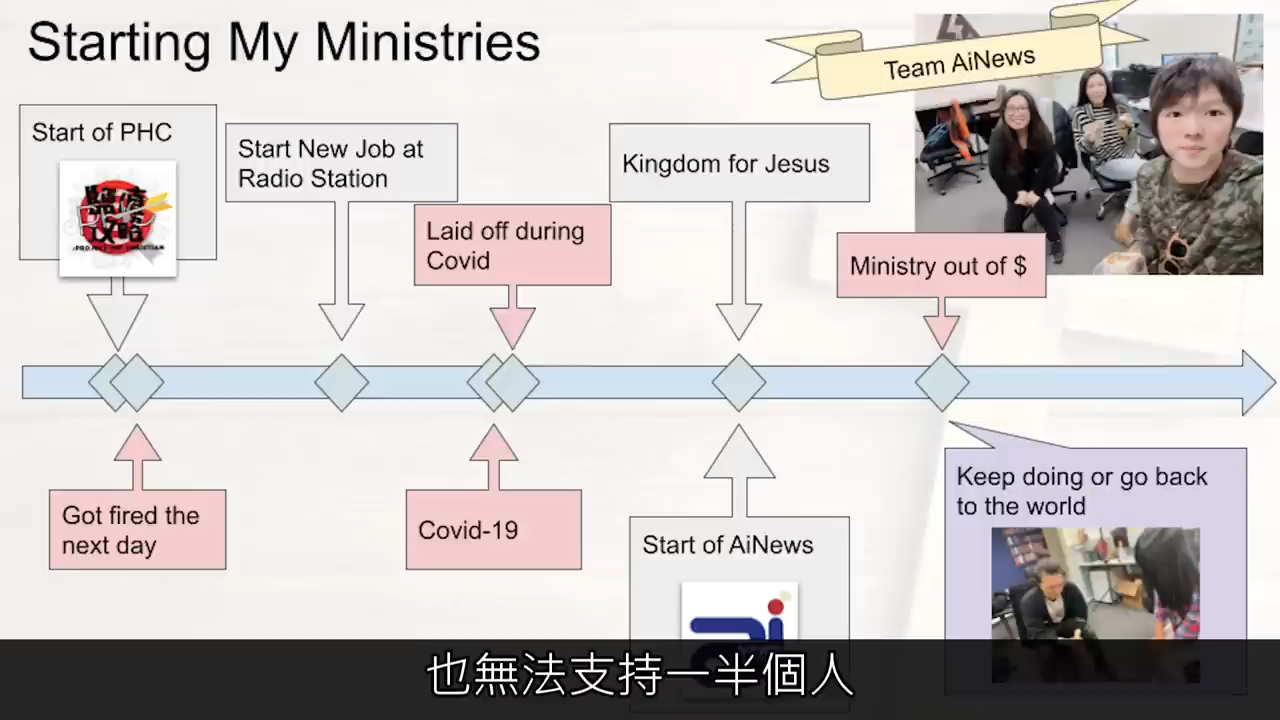 Starting My Ministries
Team AiNews
Start of PHC
Start New Job at
Radio Station
Kingdom for Jesus
Laid off during
Covid
Ministry out of $
Got fired the
next day
Covid-19
Start of AiNews
Keep doing or go back
to the world
也無法支持一半個人